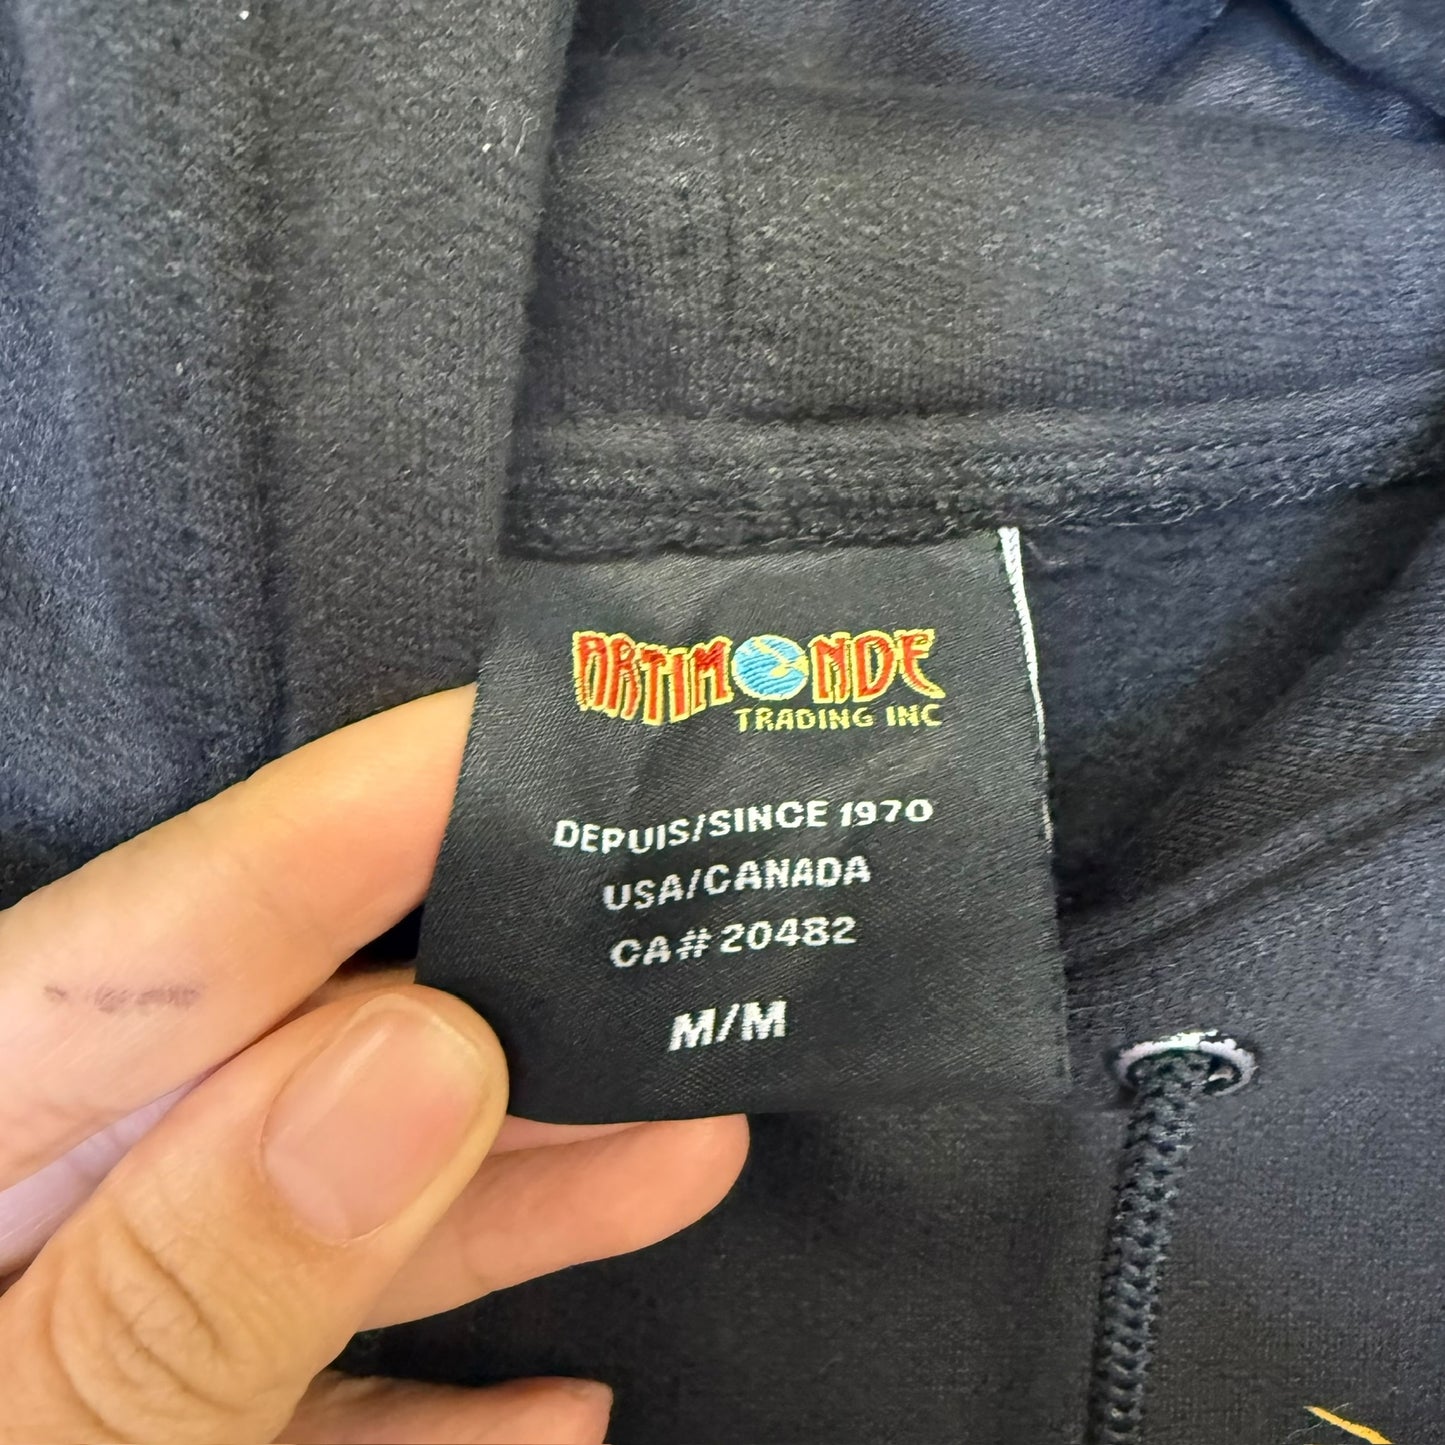 ARTIMONDE
TRADING INC
DEPUIS/SINCE 1970
USA/CANADA
CA#20482
M/M